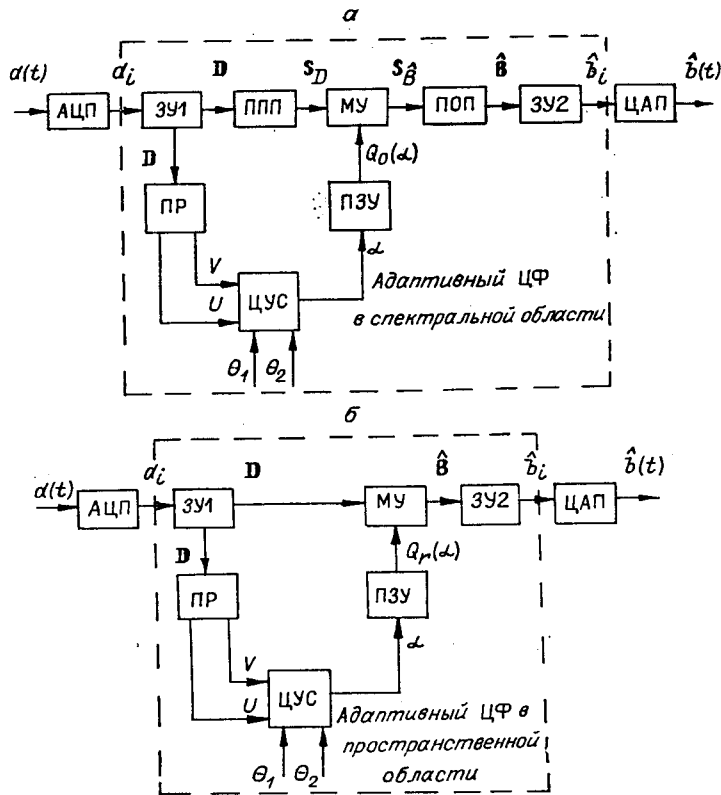 а
d(t) d_i 𝔻 S_D S_B̂ 𝔹̂ b̂_i b̂(t)
АЦП ЗУ1 ППП МУ ПОП ЗУ2 ЦАП
𝔻 Q_0(α)
ПР ПЗУ
V α
U ЦУС Адаптивный ЦФ
в спектральной области
θ_1 θ_2
б
d(t) d_i 𝔻 𝔹̂ b̂_i b̂(t)
АЦП ЗУ1 МУ ЗУ2 ЦАП
𝔻 Q_r(α)
ПР ПЗУ
V α
U ЦУС Адаптивный ЦФ в
пространственной
θ_1 θ_2 области